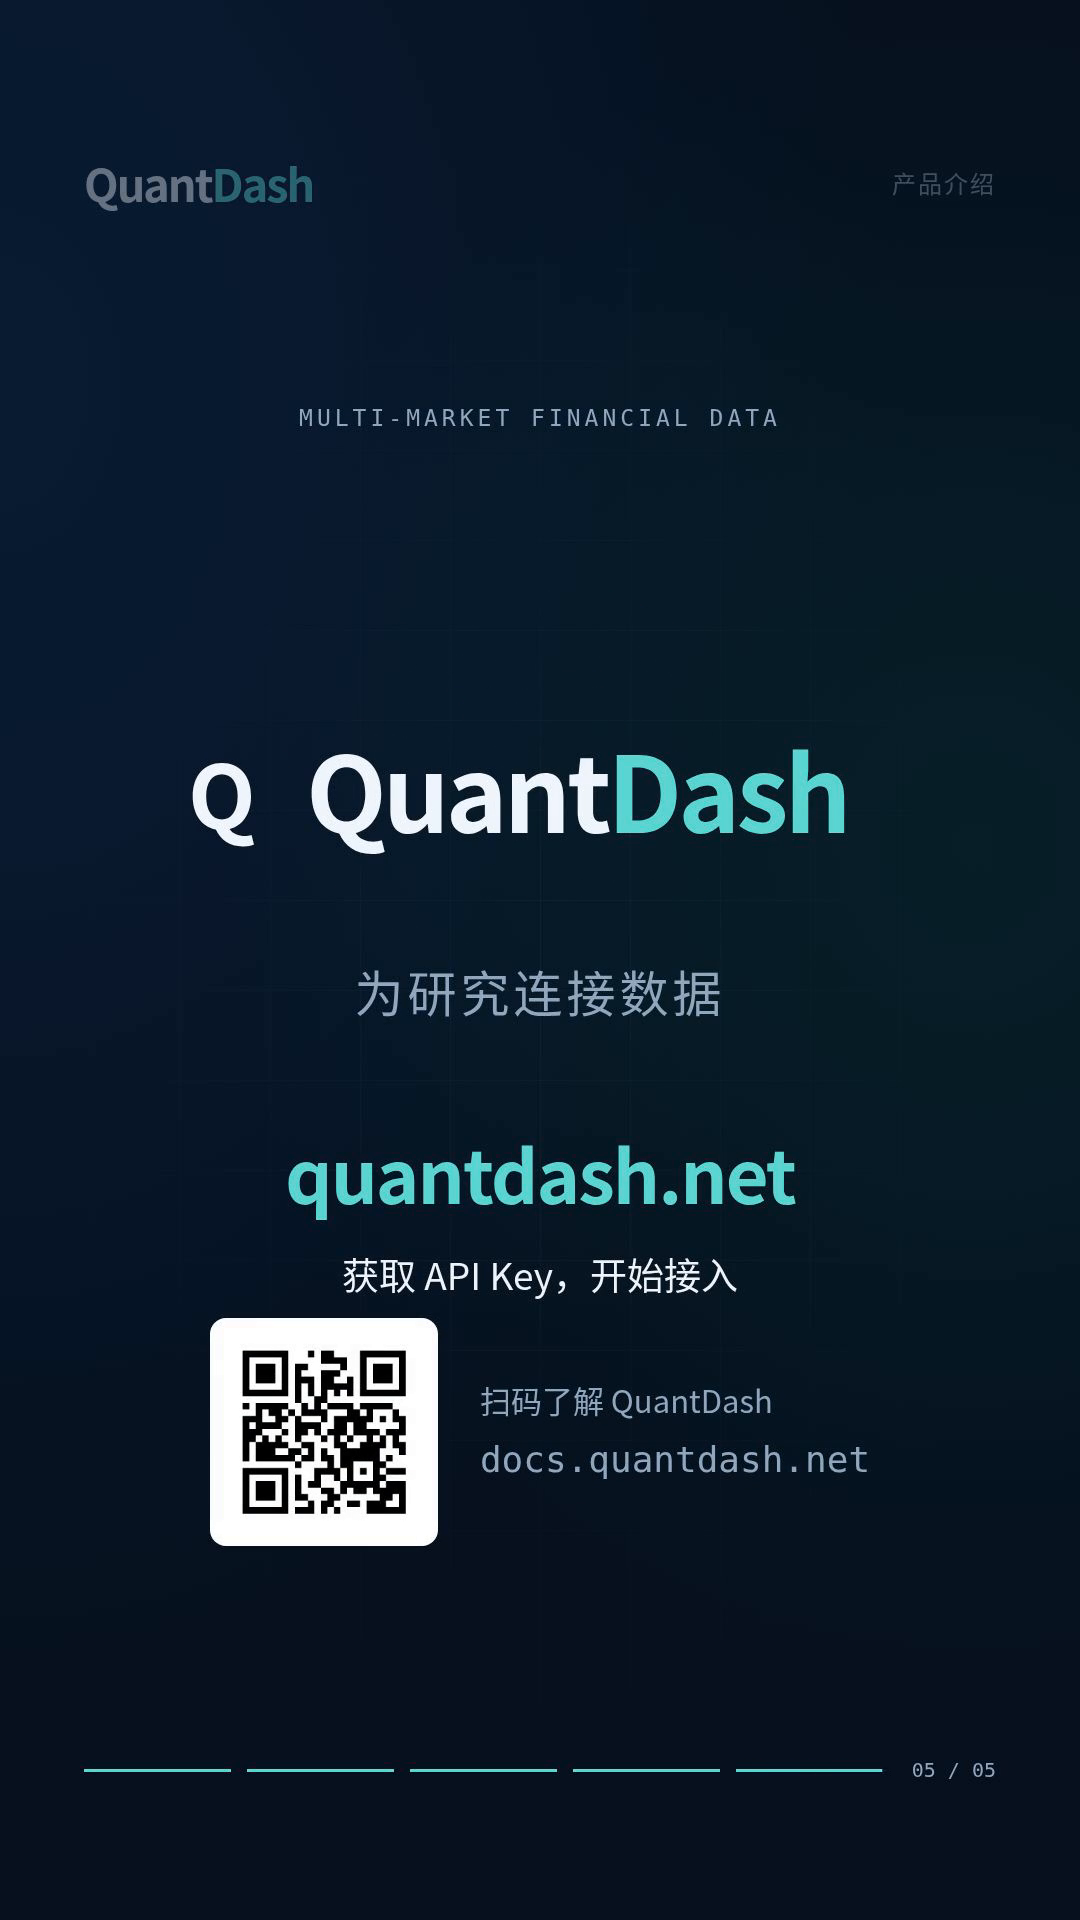 QuantDash
产品介绍
MULTI-MARKET FINANCIAL DATA
Q QuantDash
为研究连接数据
quantdash.net
获取 API Key，开始接入
扫码了解 QuantDash
docs.quantdash.net
05 / 05